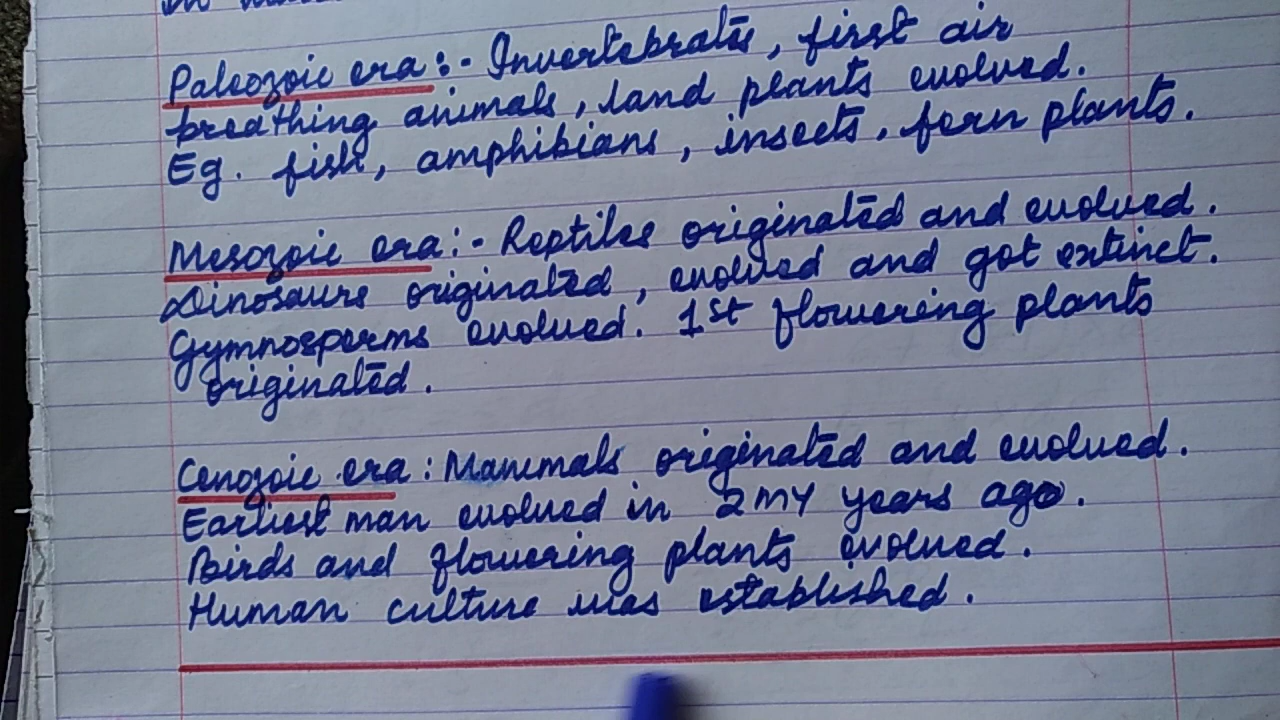 Paleozoic era :- Invertebrates, first air
breathing animals, land plants evolved.
Eg. fish, amphibians, insects, fern plants.
Mesozoic era :- Reptiles originated and evolved.
Dinosaurs originated, evolved and got extinct.
Gymnosperms evolved. 1st flowering plants
originated.
Cenozoic era : Mammals originated and evolved.
Earliest man evolved in 2 my years ago.
Birds and flowering plants evolved.
Human culture was established.